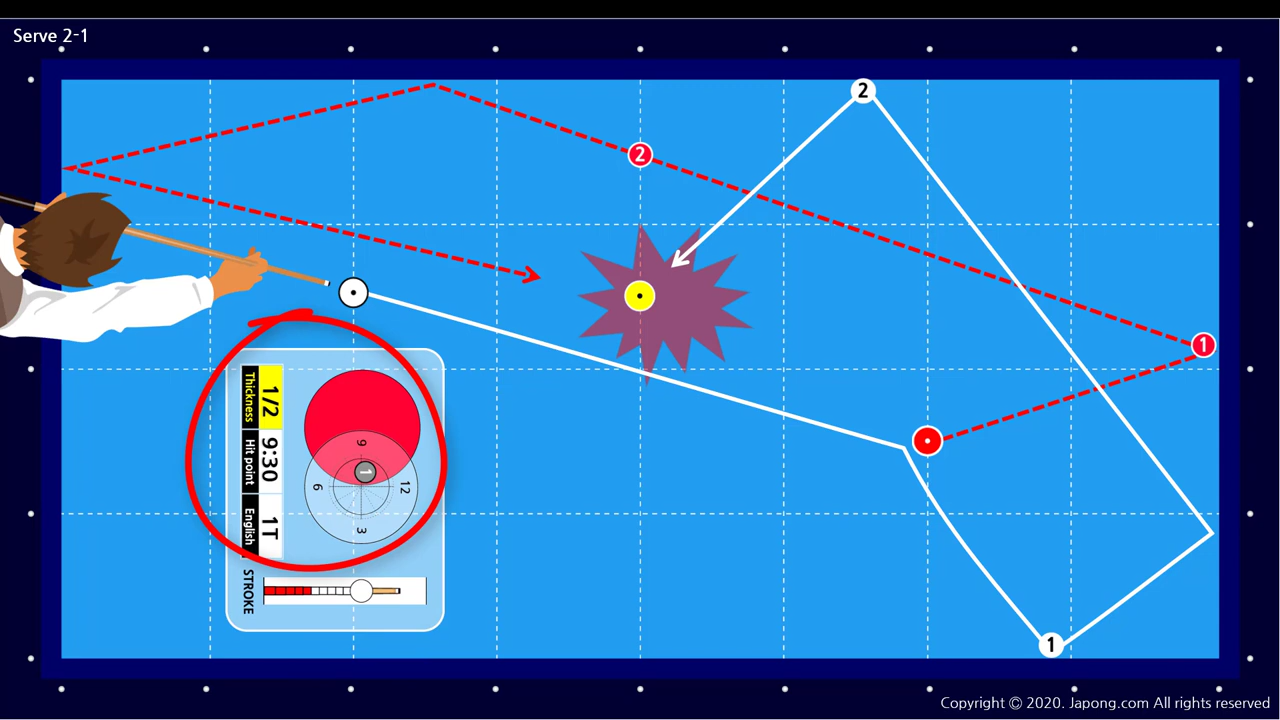 Serve 2-1
2
2
1
1
1/2
Thickness
9:30
Hit point
1T
English
9
12
6
3
1
STROKE
Copyright © 2020. Japong.com All rights reserved